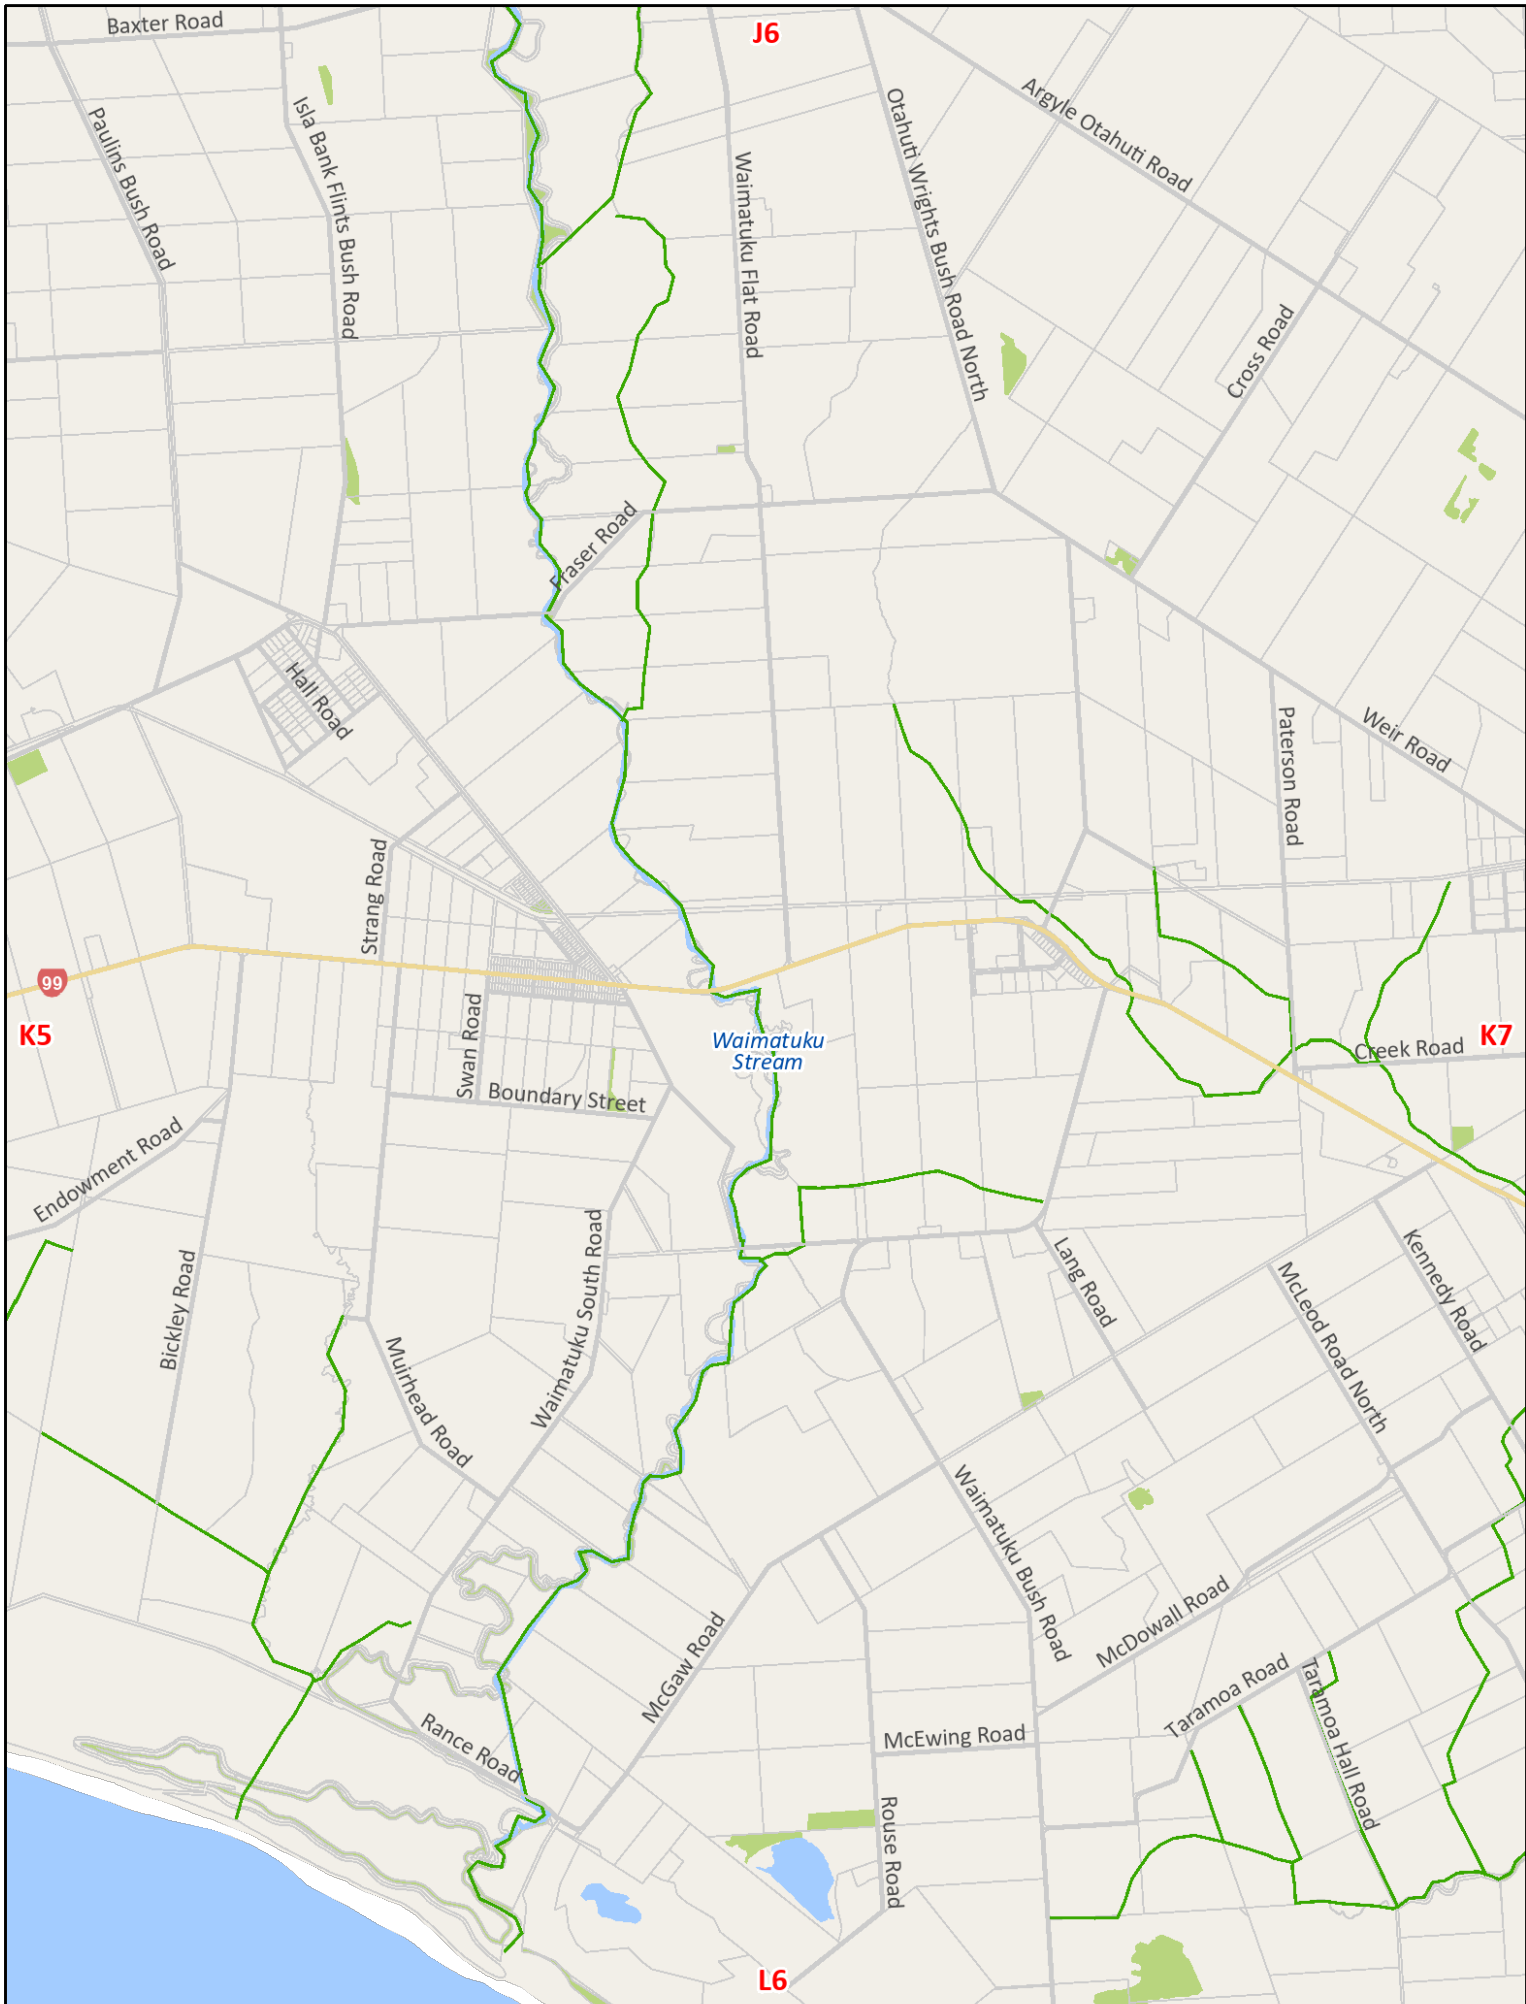 Baxter Road
J6
Argyle Otahuti Road
Paulins Bush Road
Isla Bank Flints Bush Road
Otahuti Wrights Bush Road North
Waimatuku Flat Road
Cross Road
Fraser Road
Hall Road
Weir Road
Paterson Road
Strang Road
99
K5
Swan Road
Waimatuku
Stream
K7
Creek Road
Boundary Street
Endowment Road
Bickley Road
Waimatuku South Road
Lang Road
Kennedy Road
McLeod Road North
Muirhead Road
Waimatuku Bush Road
McDowall Road
McGaw Road
Taramoa Road
Taramoa Hall Road
Rance Road
McEwing Road
Rouse Road
L6